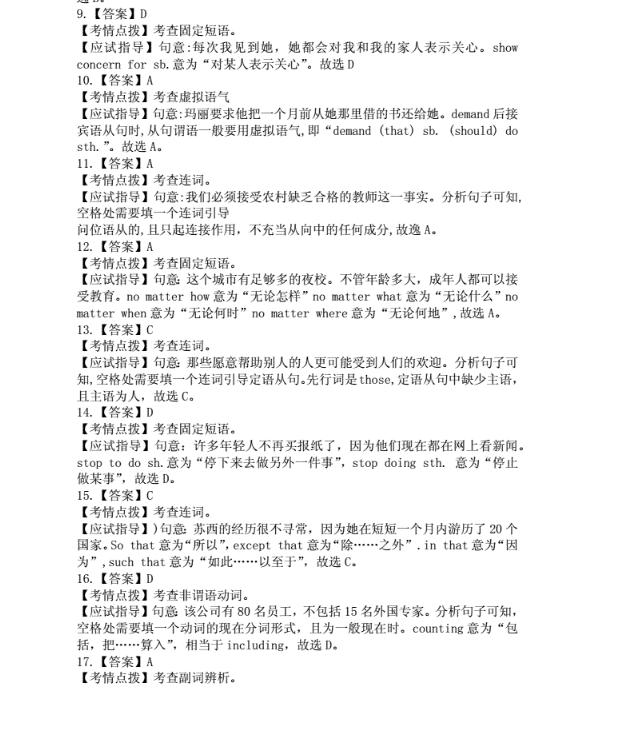 选 D。
9.【答案】D
【考情点拨】考查固定短语。
【应试指导】句意:每次我见到她，她都会对我和我的家人表示关心。show
concern for sb.意为“对某人表示关心”。故选 D
10.【答案】A
【考情点拨】考查虚拟语气
【应试指导】句意:玛丽要求他把一个月前从她那里借的书还给她。demand 后接
宾语从句时,从句谓语一般要用虚拟语气,即“demand (that) sb. (should) do
sth.”。故选 A。
11.【答案】A
【考情点拨】考查连词。
【应试指导】句意:我们必须接受农村缺乏合格的教师这一事实。分析句子可知,
空格处需要填一个连词引导
问位语从的,且只起连接作用，不充当从向中的任何成分,故逸 A。
12.【答案】A
【考情点拨】考查固定短语。
【应试指导】句意：这个城市有足够多的夜校。不管年龄多大，成年人都可以接
受教育。no matter how 意为“无论怎样”no matter what 意为“无论什么”no
matter when 意为“无论何时”no matter where 意为“无论何地”,故选 A。
13.【答案】C
【考情点拨】考查连词。
【应试指导】句意：那些愿意帮助别人的人更可能受到人们的欢迎。分析句子可
知,空格处需要填一个连词引导定语从句。先行词是 those,定语从句中缺少主语，
且主语为人，故选 C。
14.【答案】D
【考情点拨】考查固定短语。
【应试指导】句意：许多年轻人不再买报纸了，因为他们现在都在网上看新闻。
stop to do sh.意为“停下来去做另外一件事”，stop doing sth. 意为“停止
做某事”，故选 D。
15.【答案】C
【考情点拨】考查连词。
【应试指导】)句意：苏西的经历很不寻常，因为她在短短一个月内游历了 20 个
国家。So that 意为“所以”，except that 意为“除……之外”.in that 意为“因
为”,such that 意为“如此……以至于”，故选 C。
16.【答案】D
【考情点拨】考查非谓语动词。
【应试指导】句意：该公司有 80 名员工，不包括 15 名外国专家。分析句子可知，
空格处需要填一个动词的现在分词形式，且为一般现在时。counting 意为“包
括，把……算入”，相当于 including，故选 D。
17.【答案】A
【考情点拨】考查副词辨析。